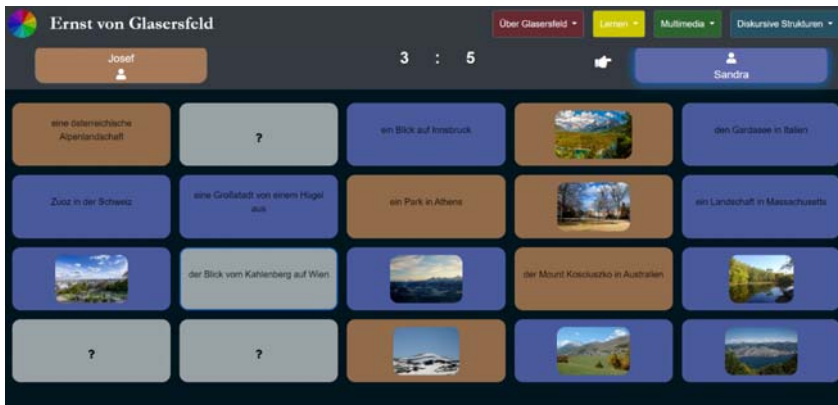 Ernst von Glasersfeld
Über Glasersfeld
Lernen
Multimedia
Diskursive Strukturen
Josef
3 : 5
Sandra
eine österreichische
Alpenlandschaft
?
ein Blick auf Innsbruck
den Gardasee in Italien
Zuoz in der Schweiz
eine Großstadt von einem Hügel
aus
ein Park in Athens
ein Landschaft in Massachusetts
der Blick vom Kahlenberg auf Wien
der Mount Kosciuszko in Australien
?
?